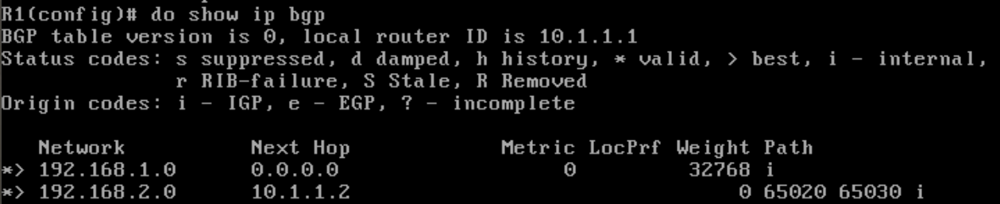 R1(config)# do show ip bgp
BGP table version is 0, local router ID is 10.1.1.1
Status codes: s suppressed, d damped, h history, * valid, > best, i - internal,
              r RIB-failure, S Stale, R Removed
Origin codes: i - IGP, e - EGP, ? - incomplete

   Network          Next Hop            Metric LocPrf Weight Path
*> 192.168.1.0      0.0.0.0                  0         32768 i
*> 192.168.2.0      10.1.1.2                               0 65020 65030 i